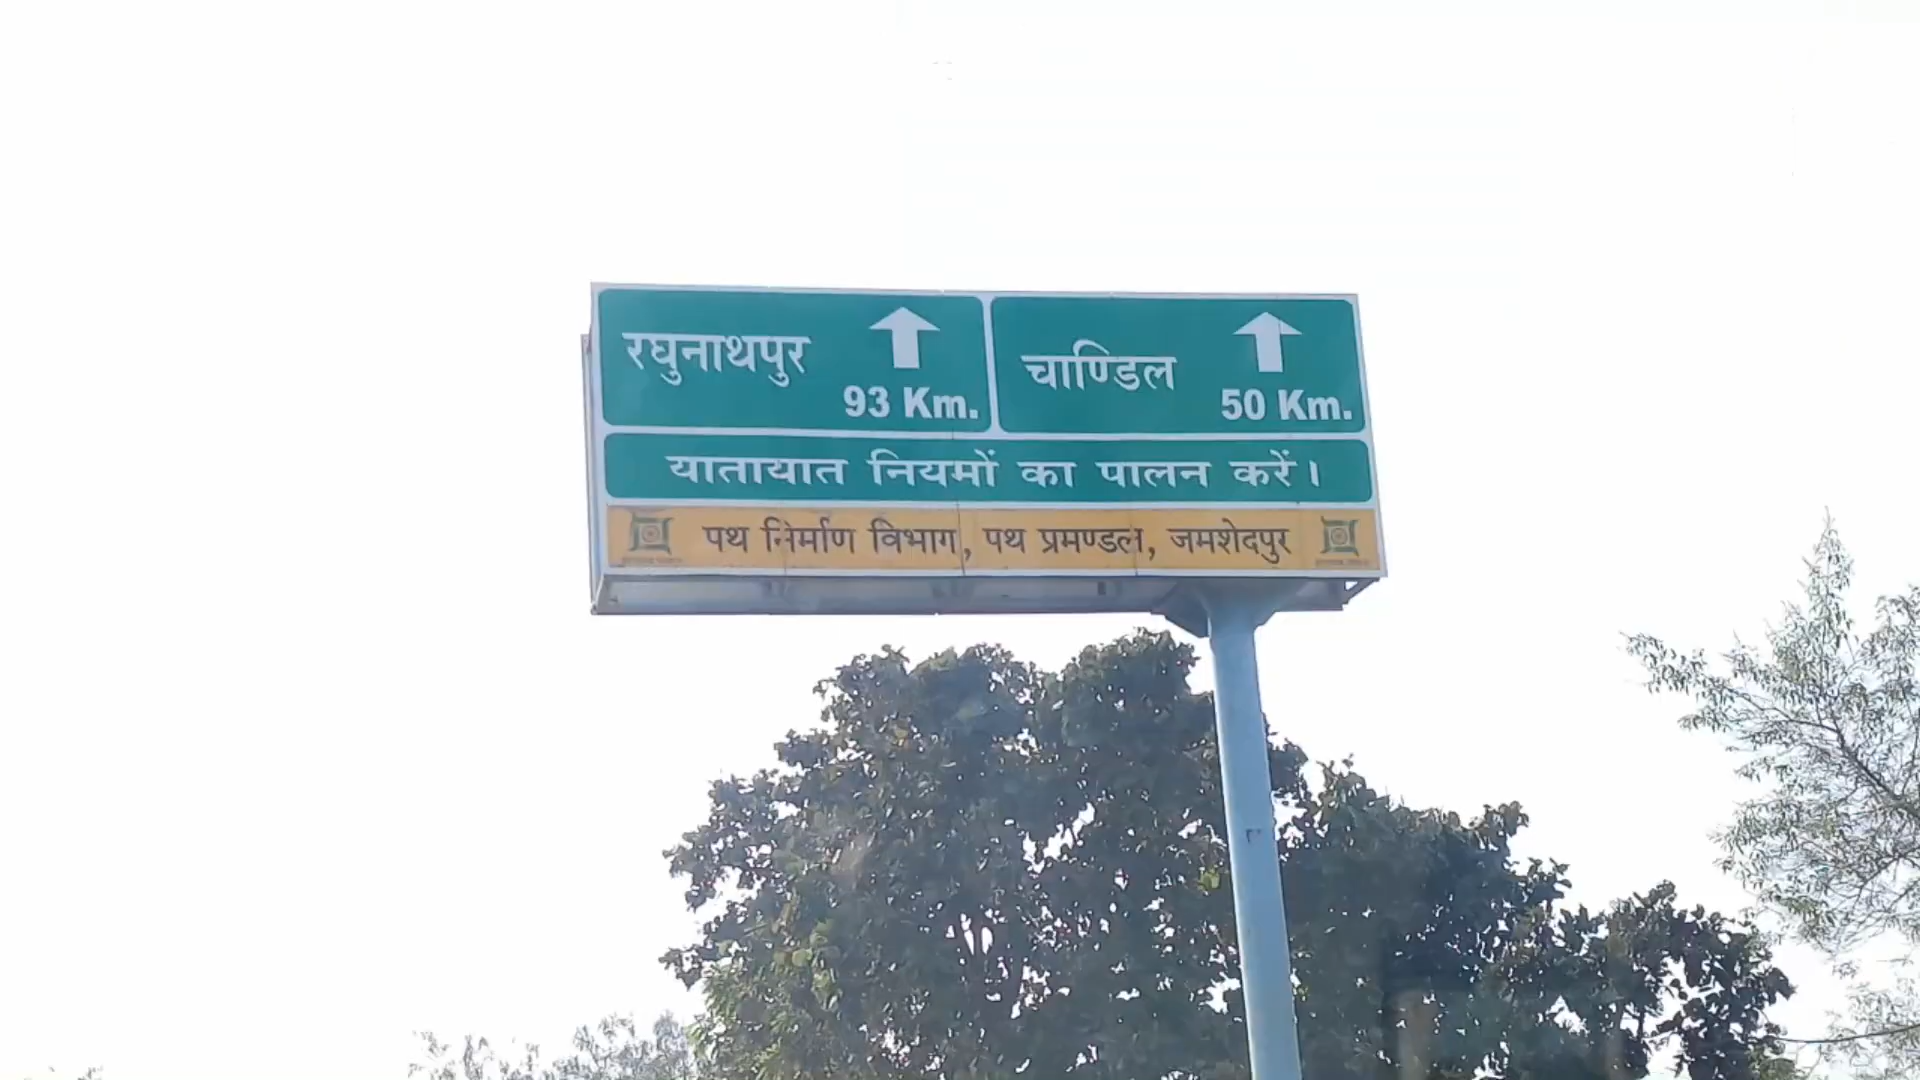 रघुनाथपुर
93 Km.
चाण्डिल
50 Km.
यातायात नियमों का पालन करें।
पथ निर्माण विभाग, पथ प्रमण्डल, जमशेदपुर